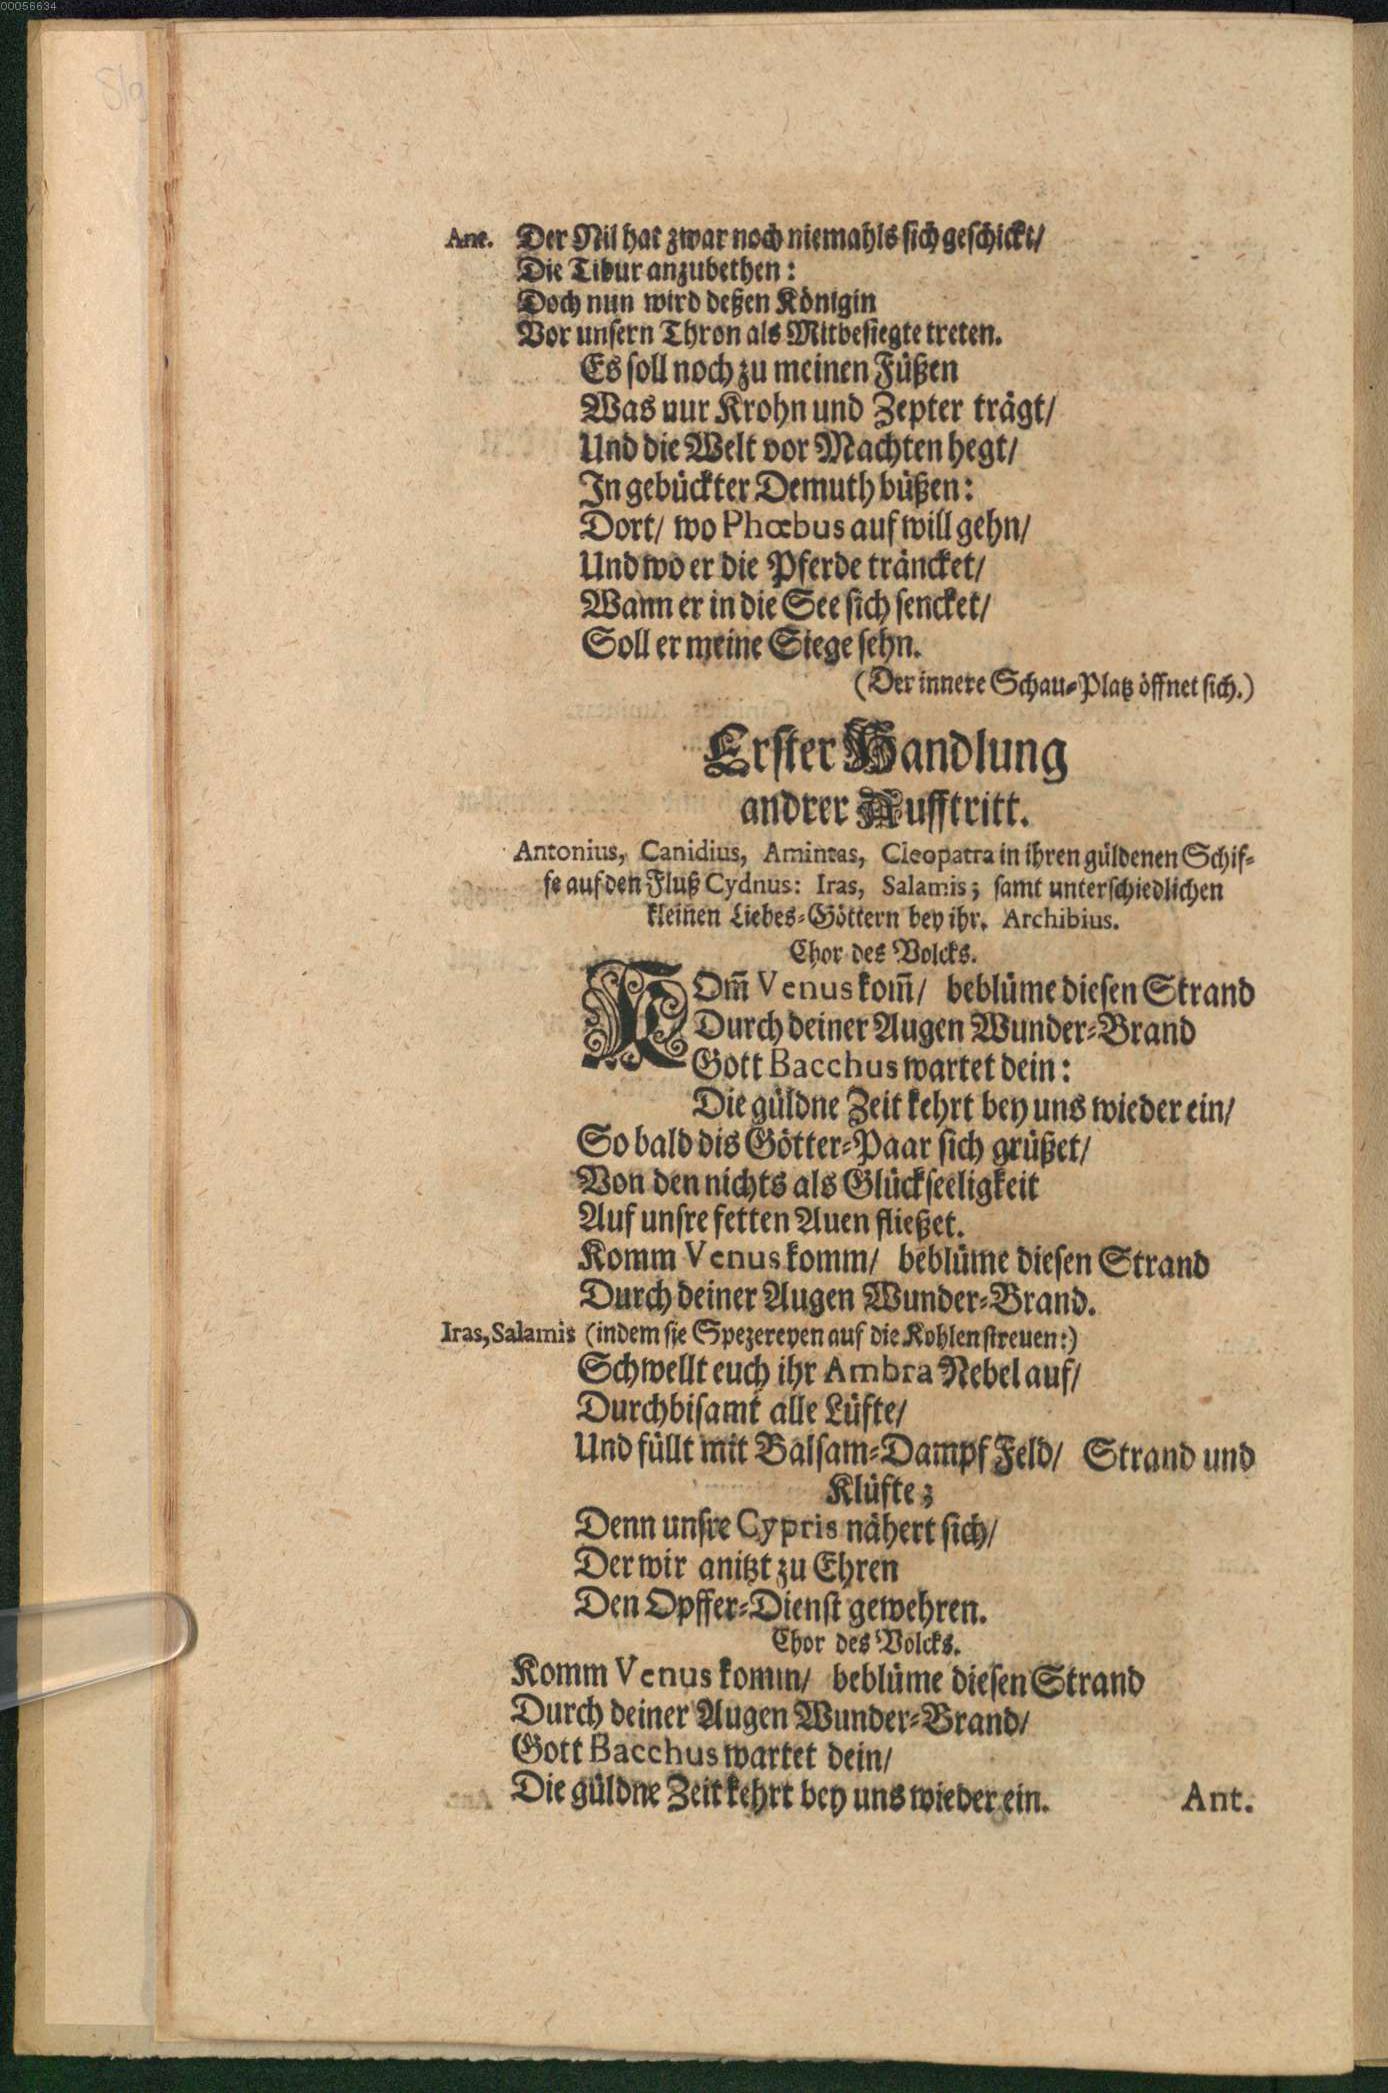 00056634
Ant. Der Nil hat zwar noch niemahls sich geschickt/
Die Tibur anzubethen:
Doch nun wird deßen Königin
Vor unsern Thron als Mitbesiegte treten.
Es soll noch zu meinen Füßen
Was nur Krohn und Zepter trägt/
Und die Welt vor Machten hegt/
In gebückter Demuth büßen:
Dort/ wo Phœbus auf will gehn/
Und wo er die Pferde träncket/
Wann er in die See sich sencket/
Soll er meine Siege sehn.
(Der innere Schau-Platz öffnet sich.)
Erster Handlung
andrer Aufftritt.
Antonius, Canidius, Amintas, Cleopatra in ihren güldenen Schif-
fe auf den Fluß Cydnus: Iras, Salamis; samt unterschiedlichen
kleinen Liebes-Göttern bey ihr. Archibius.
Chor des Volcks.
KOm̃ Venus kom̃/ beblüme diesen Strand
Durch deiner Augen Wunder-Brand
Gott Bacchus wartet dein:
Die güldne Zeit kehrt bey uns wieder ein/
So bald dis Götter-Paar sich grüßet/
Von den nichts als Glückseeligkeit
Auf unsre fetten Auen fließet.
Komm Venus komm/ beblüme diesen Strand
Durch deiner Augen Wunder-Brand.
Iras, Salamis (indem sie Spezereyen auf die Kohlen streuen:)
Schwellt euch ihr Ambra Nebel auf/
Durchbisamt alle Lüfte/
Und füllt mit Balsam-Dampf Feld/ Strand und
Klüfte;
Denn unsre Cypris nähert sich/
Der wir anitzt zu Ehren
Den Opffer-Dienst gewehren.
Chor des Volcks.
Komm Venus komm/ beblüme diesen Strand
Durch deiner Augen Wunder-Brand/
Gott Bacchus wartet dein/
Die güldne Zeit kehrt bey uns wieder ein. Ant.